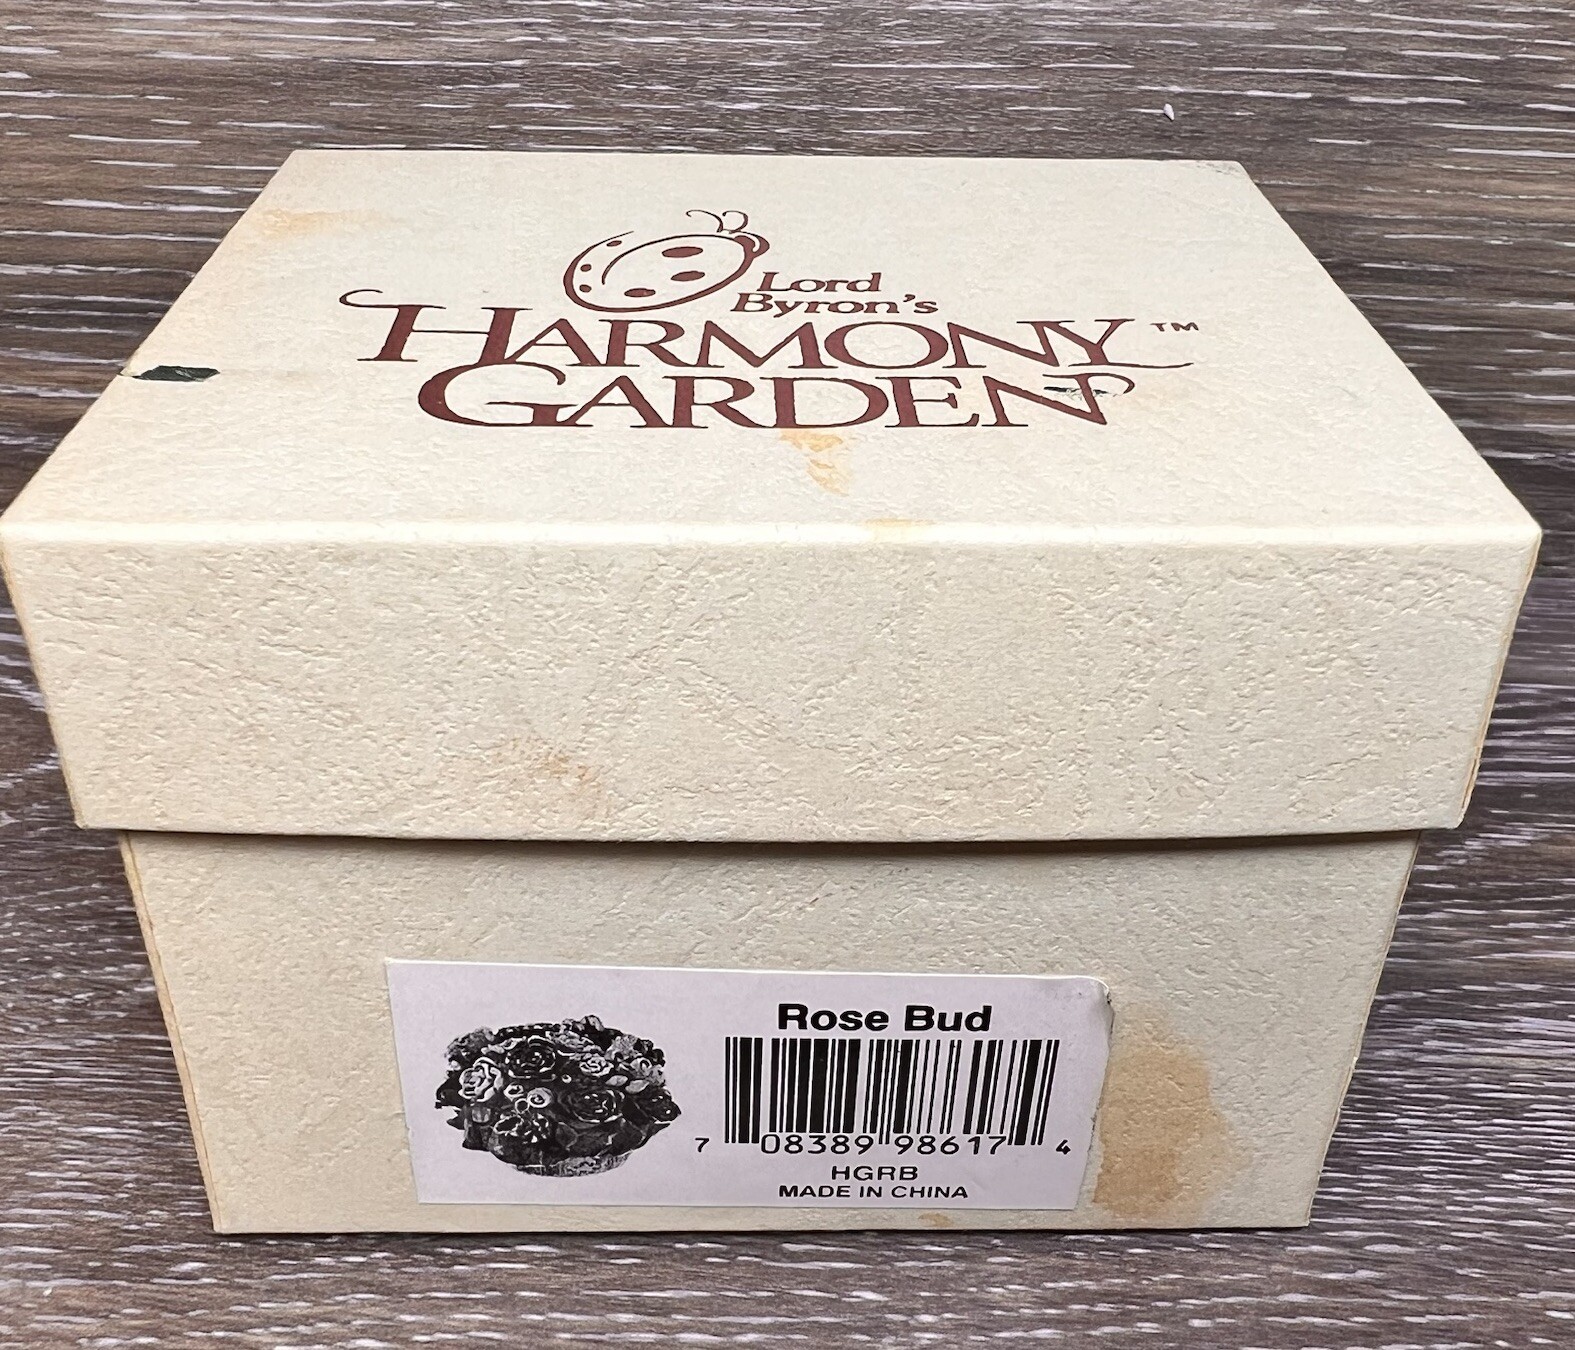 Lord
Byron's
HARMONY™
GARDEN
Rose Bud
7 08389 98617 4
HGRB
MADE IN CHINA